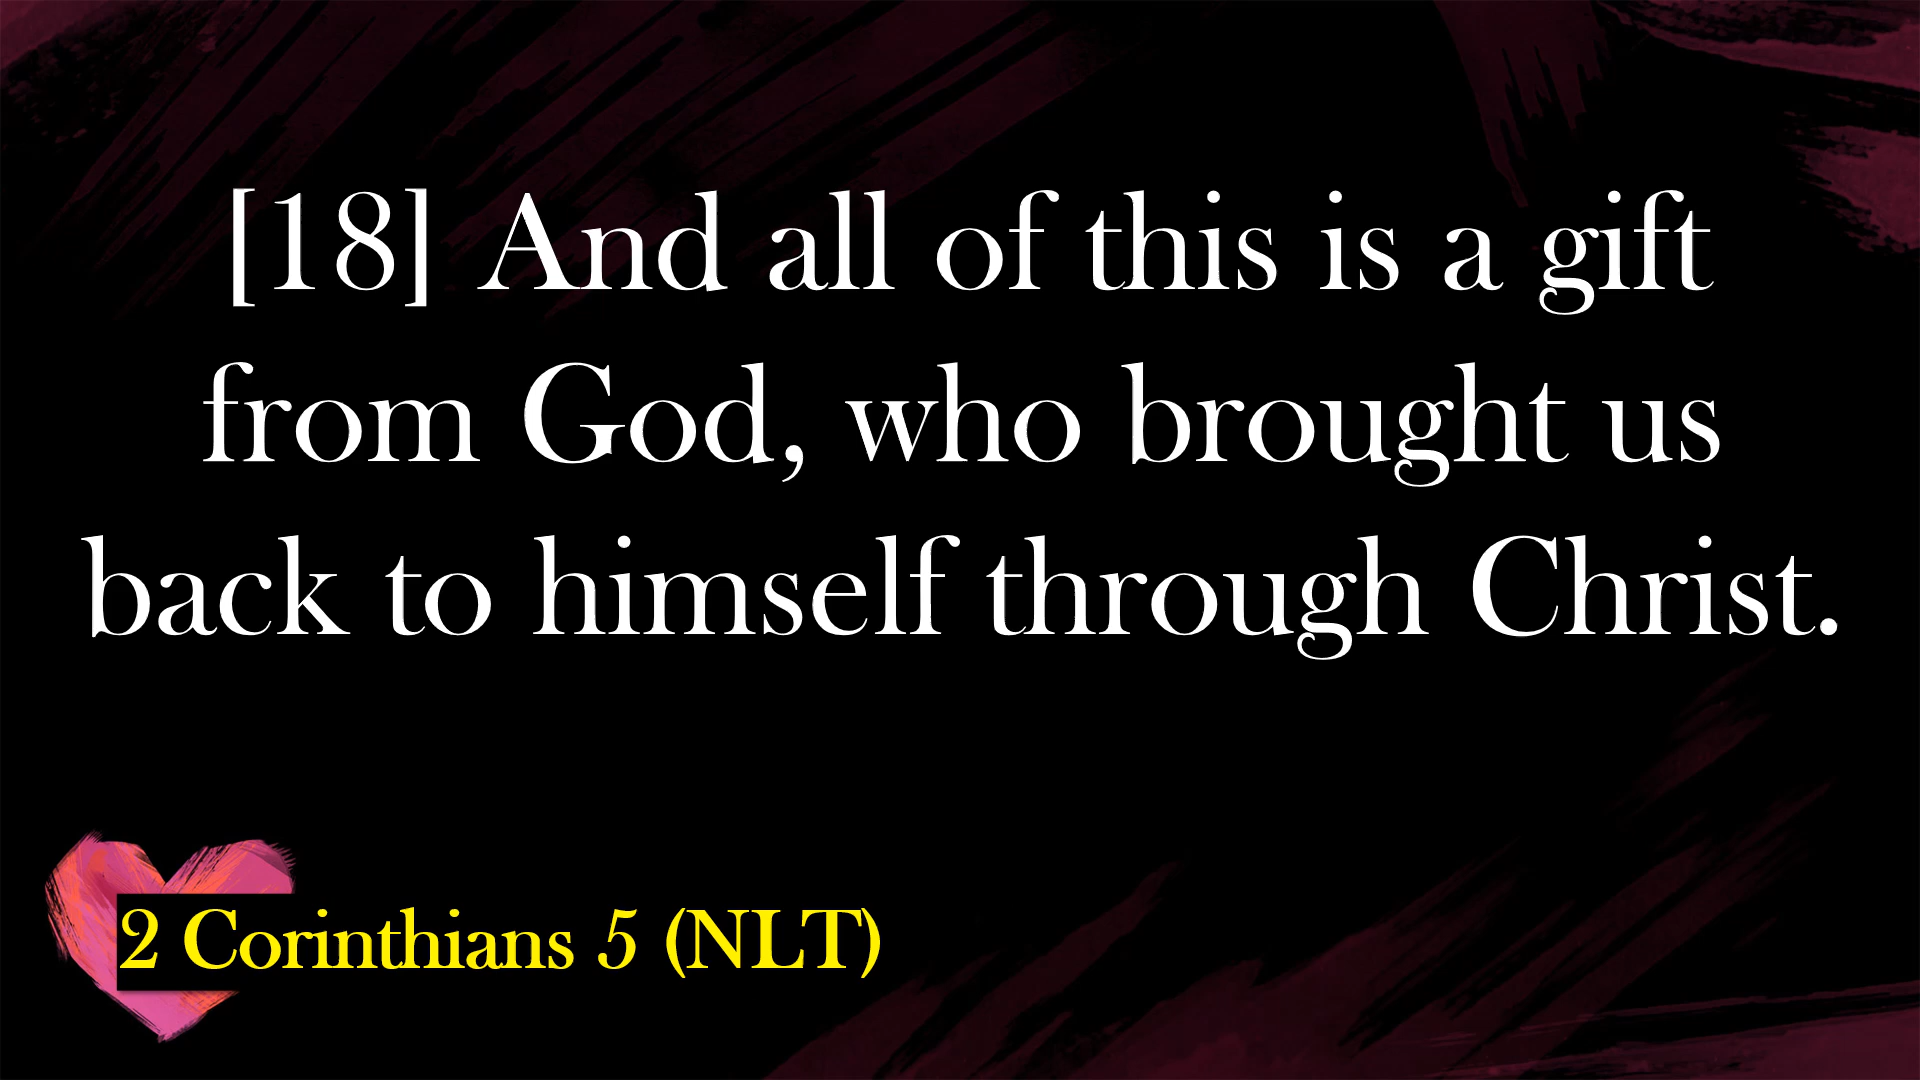 [18] And all of this is a gift
from God, who brought us
back to himself through Christ.
2 Corinthians 5 (NLT)